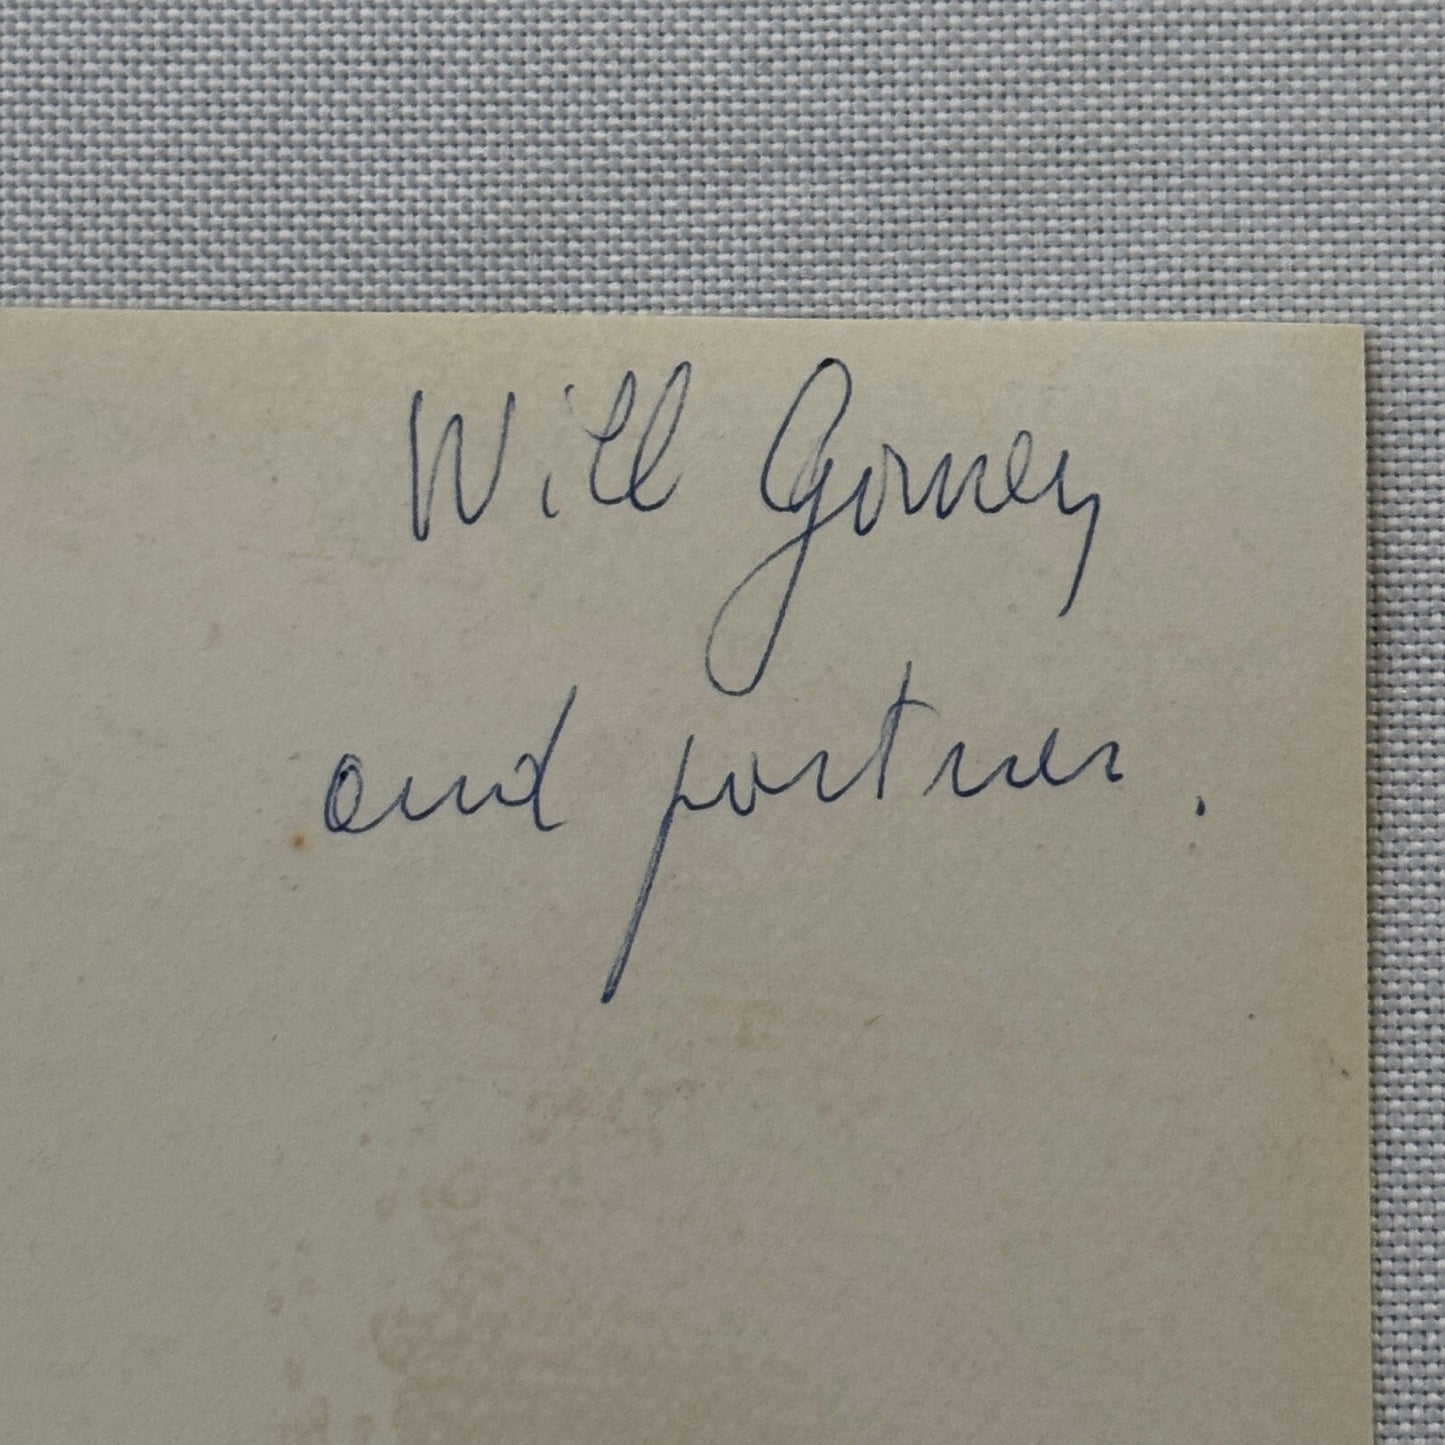 Will Gorney
and partner.